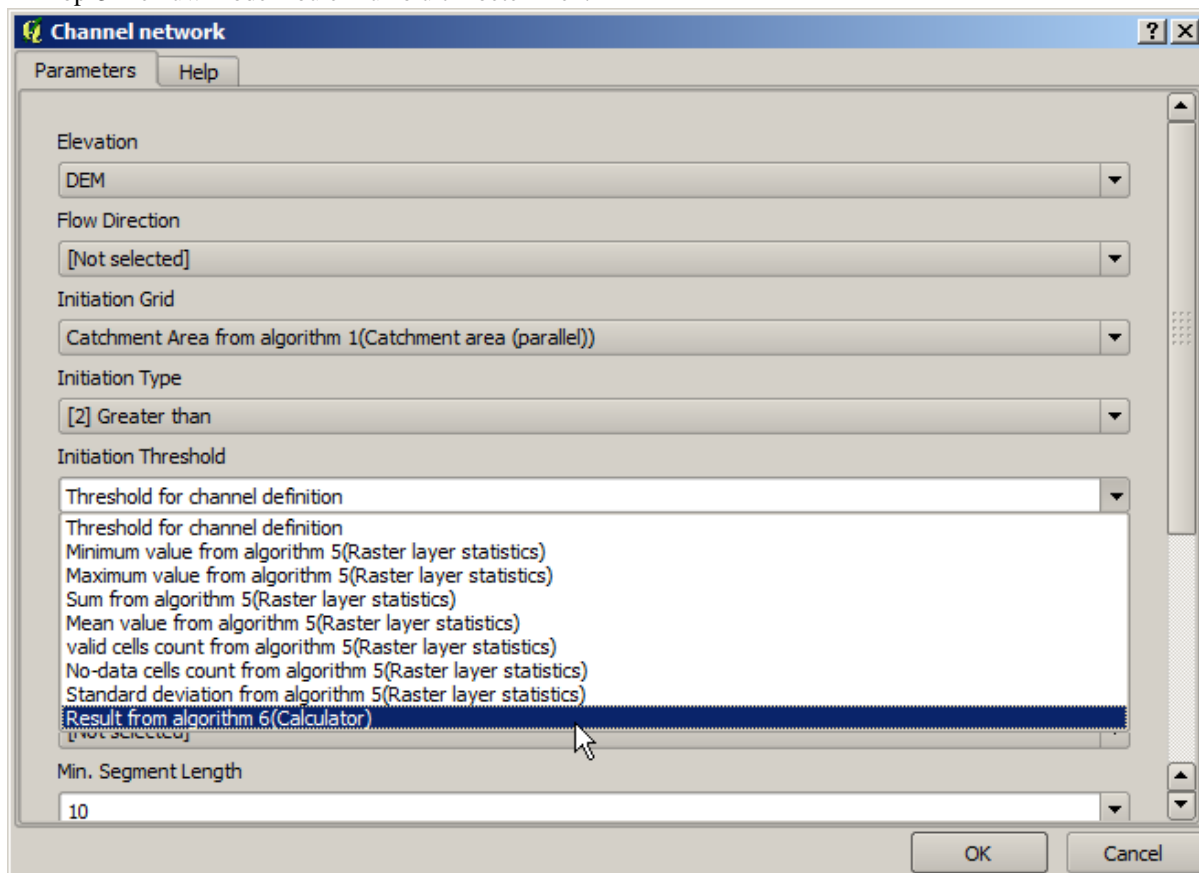 Channel network
Parameters Help
Elevation
DEM
Flow Direction
[Not selected]
Initiation Grid
Catchment Area from algorithm 1(Catchment area (parallel))
Initiation Type
[2] Greater than
Initiation Threshold
Threshold for channel definition
Threshold for channel definition
Minimum value from algorithm 5(Raster layer statistics)
Maximum value from algorithm 5(Raster layer statistics)
Sum from algorithm 5(Raster layer statistics)
Mean value from algorithm 5(Raster layer statistics)
valid cells count from algorithm 5(Raster layer statistics)
No-data cells count from algorithm 5(Raster layer statistics)
Standard deviation from algorithm 5(Raster layer statistics)
Result from algorithm 6(Calculator)
[Not selected]
Min. Segment Length
10
OK Cancel